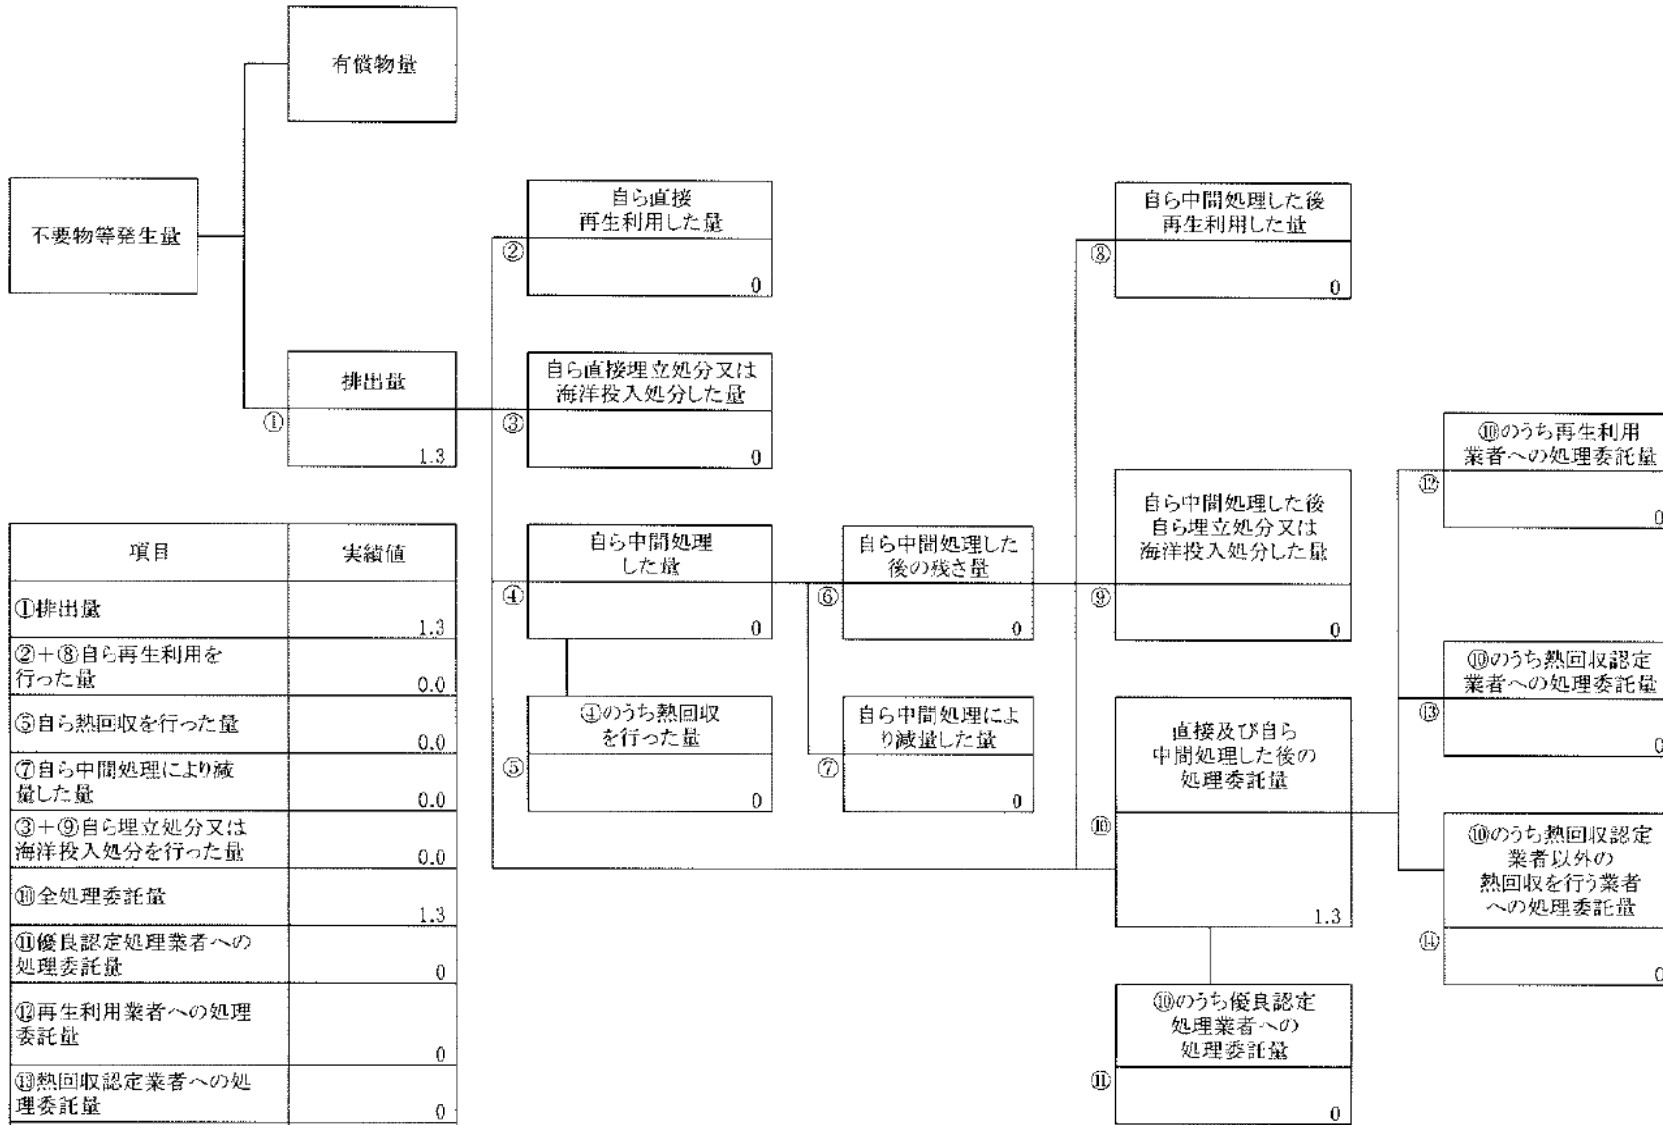 有償物量
不要物等発生量
排出量
①
1.3
自ら直接
再生利用した量
②
0
自ら直接埋立処分又は
海洋投入処分した量
③
0
自ら中間処理
した量
④
0
④のうち熱回収
を行った量
⑤
0
自ら中間処理した
後の残さ量
⑥
0
自ら中間処理によ
り減量した量
⑦
0
自ら中間処理した後
再生利用した量
⑧
0
自ら中間処理した後
自ら埋立処分又は
海洋投入処分した量
⑨
0
直接及び自ら
中間処理した後の
処理委託量
⑩
1.3
⑩のうち優良認定
処理業者への
処理委託量
⑪
0
⑩のうち再生利用
業者への処理委託量
⑫
0
⑩のうち熱回収認定
業者への処理委託量
⑬
0
⑩のうち熱回収認定
業者以外の
熱回収を行う業者
への処理委託量
⑭
0
項目 実績値
①排出量 1.3
②+⑧自ら再生利用を
行った量 0.0
⑤自ら熱回収を行った量 0.0
⑦自ら中間処理により減
量した量 0.0
③+⑨自ら埋立処分又は
海洋投入処分を行った量 0.0
⑩全処理委託量 1.3
⑪優良認定処理業者への
処理委託量 0
⑫再生利用業者への処理
委託量 0
⑬熱回収認定業者への処
理委託量 0